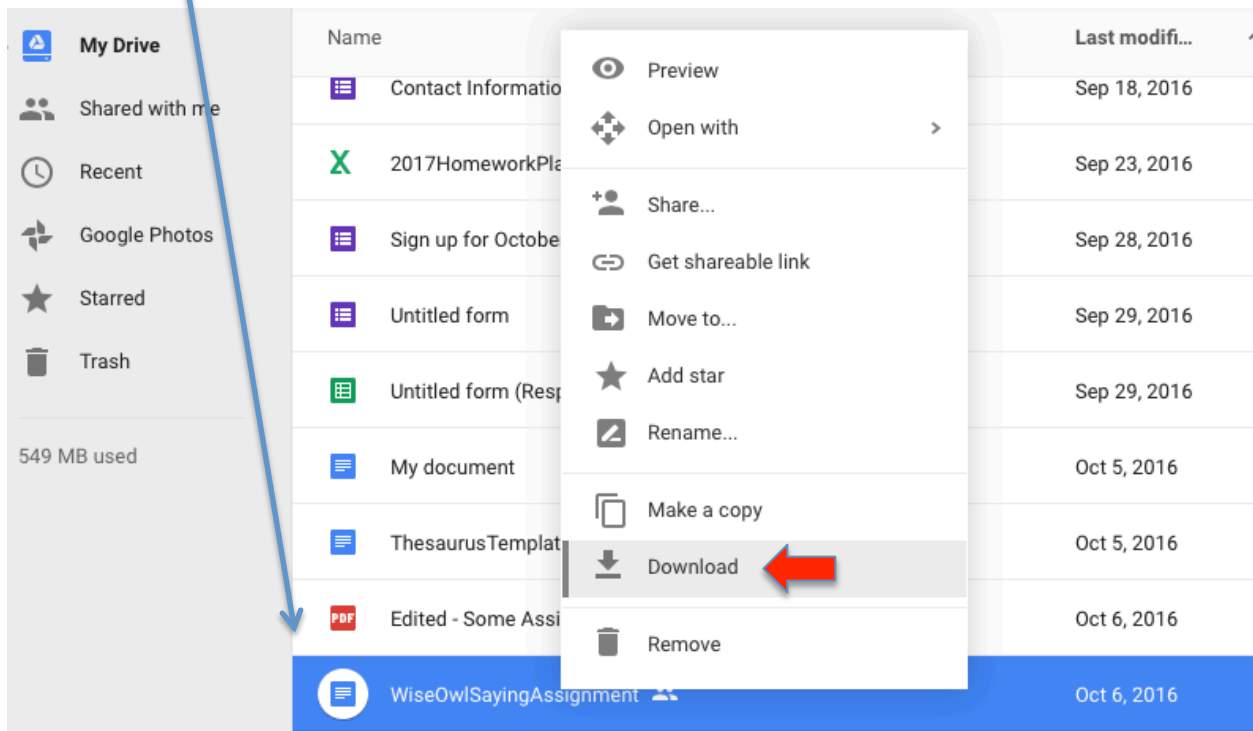 My Drive
Shared with me
Recent
Google Photos
Starred
Trash
549 MB used
Name
Last modifi...
Contact Informatio
Sep 18, 2016
2017HomeworkPla
Sep 23, 2016
Sign up for Octobe
Sep 28, 2016
Untitled form
Sep 29, 2016
Untitled form (Resp
Sep 29, 2016
My document
Oct 5, 2016
ThesaurusTemplat
Oct 5, 2016
PDF
Edited - Some Assi
Oct 6, 2016
WiseOwlSayingAssignment
Oct 6, 2016
Preview
Open with
Share...
Get shareable link
Move to...
Add star
Rename...
Make a copy
Download
Remove